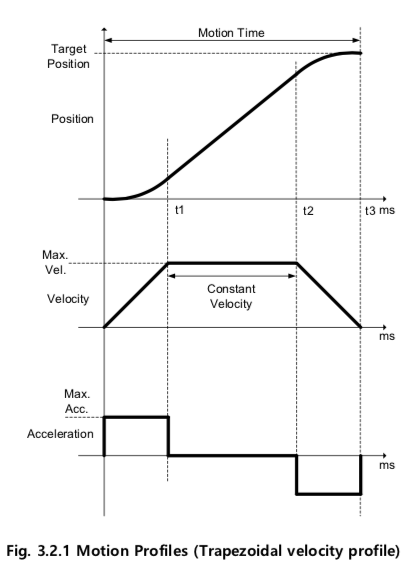 Motion Time
Target
Position
Position
t1
t2
t3 ms
Max.
Vel.
Velocity
Constant
Velocity
ms
Max.
Acc.
Acceleration
ms
Fig. 3.2.1 Motion Profiles (Trapezoidal velocity profile)